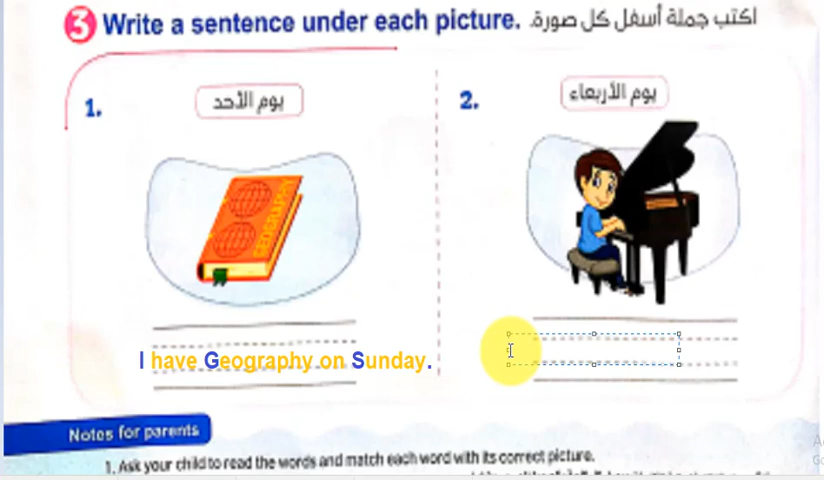 3 Write a sentence under each picture. اكتب جملة أسفل كل صورة.
1. يوم الأحد
2. يوم الأربعاء
GEOGRAPHY
I have Geography on Sunday.
Notes for parents
1. Ask your child to read the words and match each word with its correct picture.